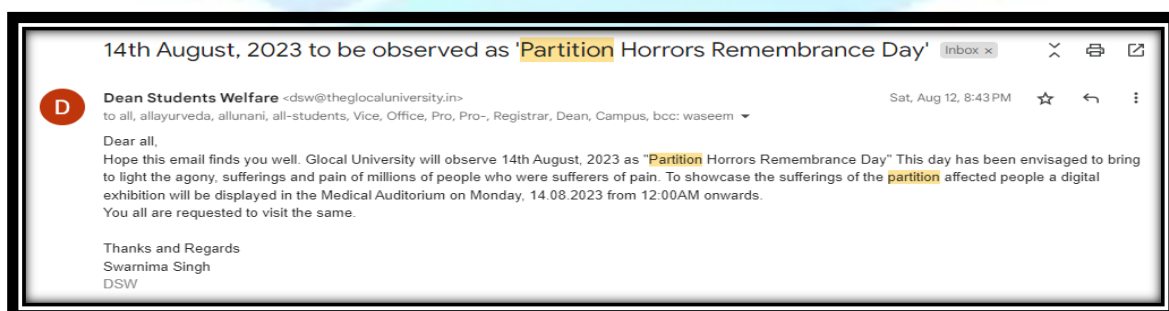 14th August, 2023 to be observed as 'Partition Horrors Remembrance Day' Inbox ×
D
Dean Students Welfare <dsw@theglocaluniversity.in> Sat, Aug 12, 8:43 PM
to all, allayurveda, allunani, all-students, Vice, Office, Pro, Pro-, Registrar, Dean, Campus, bcc: waseem
Dear all,
Hope this email finds you well. Glocal University will observe 14th August, 2023 as "Partition Horrors Remembrance Day" This day has been envisaged to bring
to light the agony, sufferings and pain of millions of people who were sufferers of pain. To showcase the sufferings of the partition affected people a digital
exhibition will be displayed in the Medical Auditorium on Monday, 14.08.2023 from 12:00AM onwards.
You all are requested to visit the same.
Thanks and Regards
Swarnima Singh
DSW